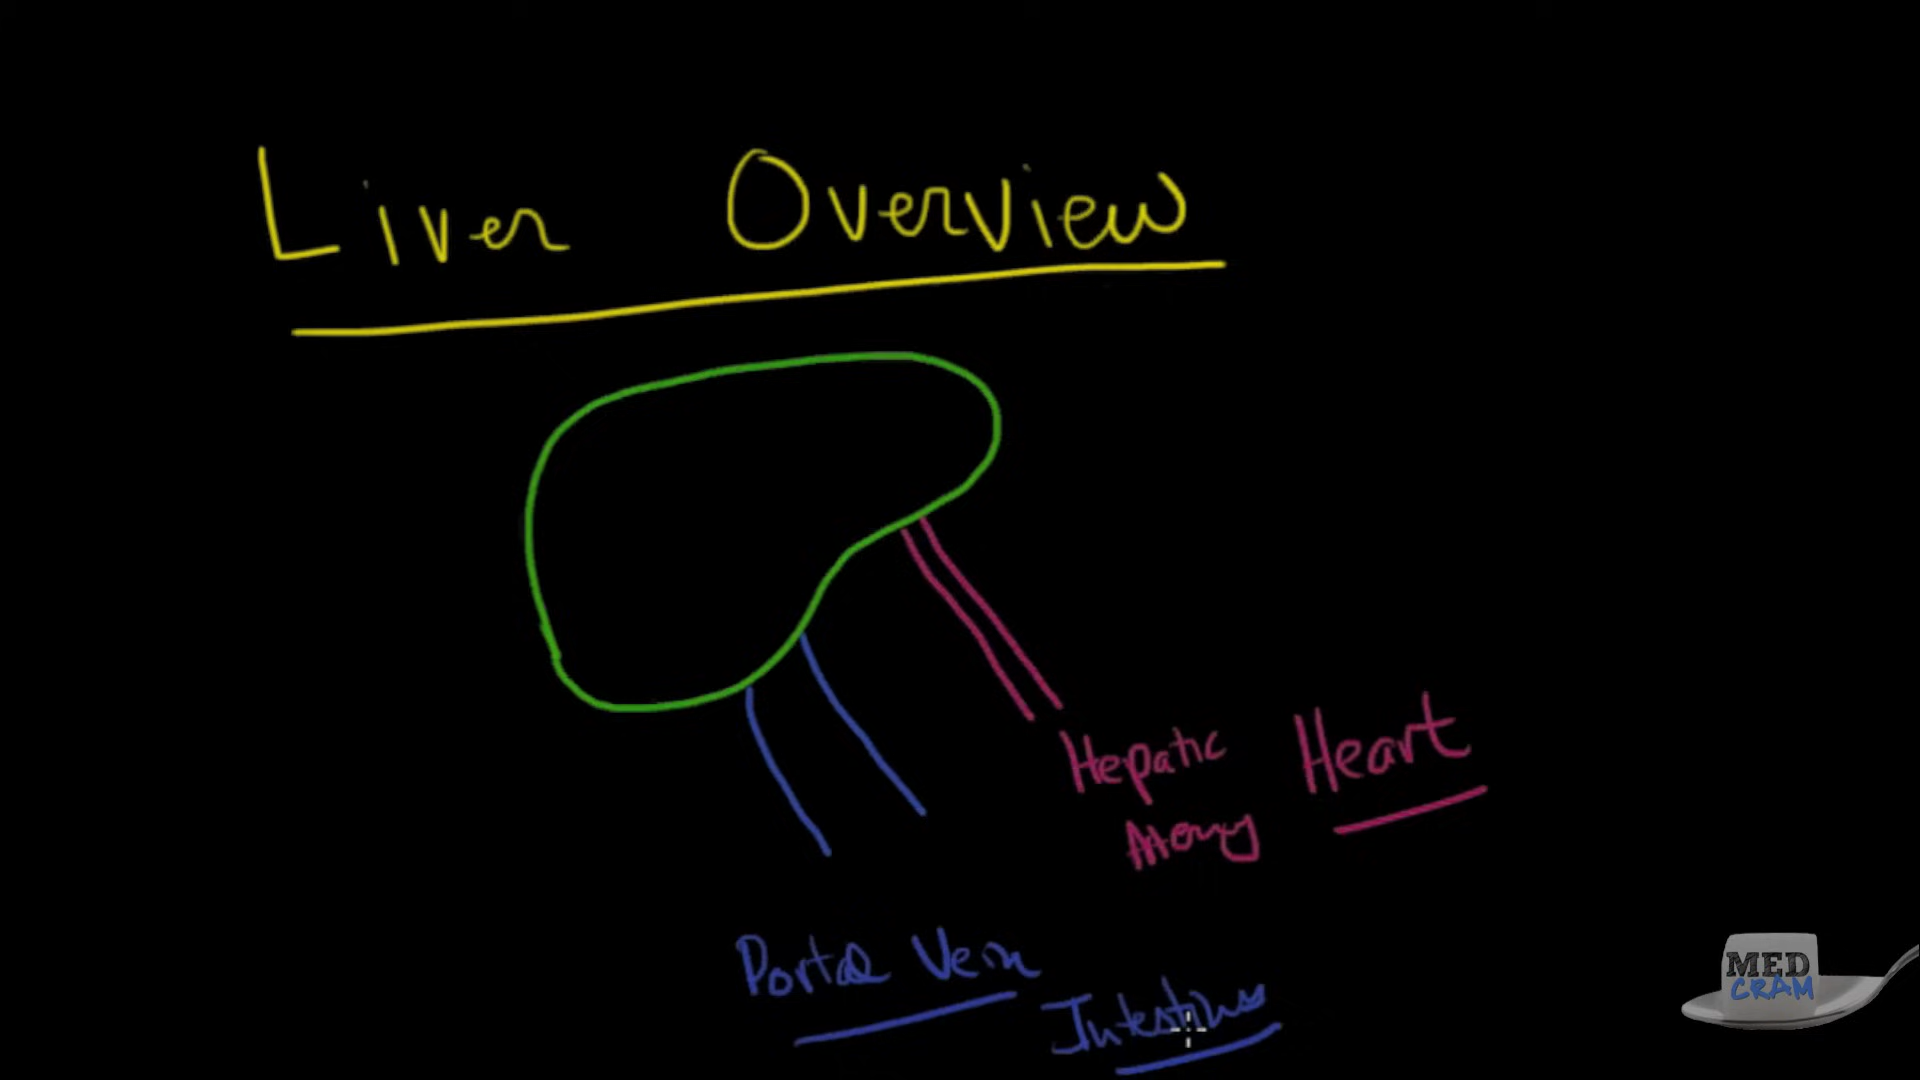 Liver Overview
Hepatic Heart
Artery
Portal Vein
Intestines
MED
CRAM